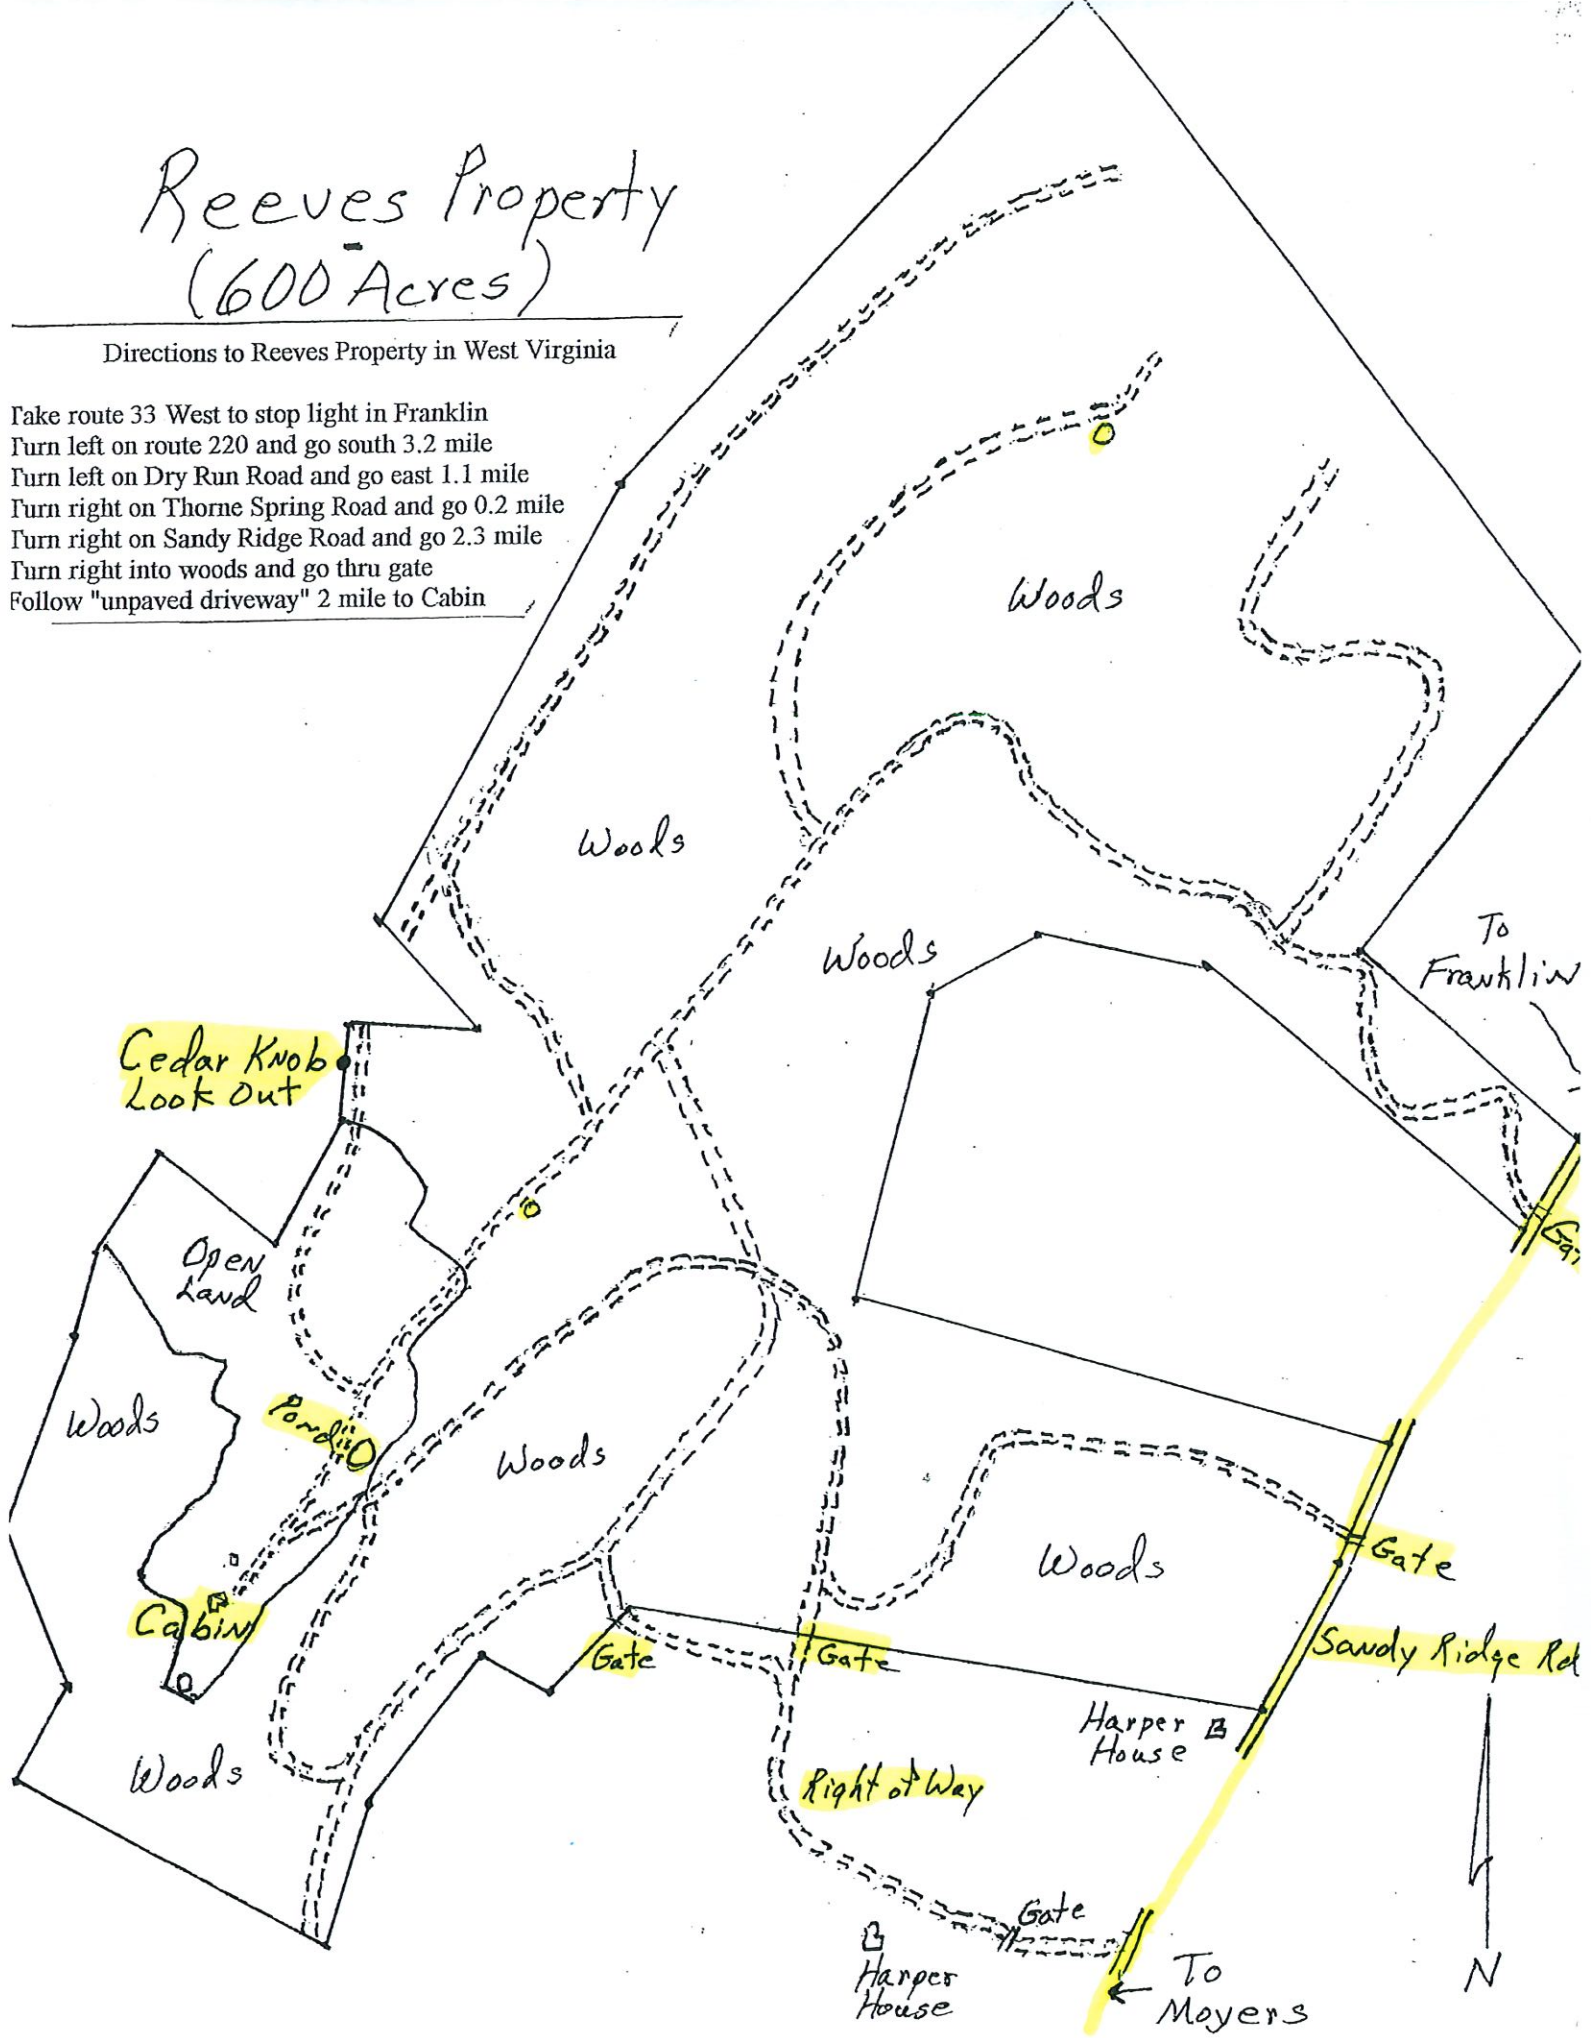 Reeves Property
(600 Acres)
Directions to Reeves Property in West Virginia
Take route 33 West to stop light in Franklin
Turn left on route 220 and go south 3.2 mile
Turn left on Dry Run Road and go east 1.1 mile
Turn right on Thorne Spring Road and go 0.2 mile
Turn right on Sandy Ridge Road and go 2.3 mile
Turn right into woods and go thru gate
Follow "unpaved driveway" 2 mile to Cabin
Woods
Woods
Woods
To
Franklin
Cedar Knob
Look Out
Open
Land
Woods
Pond
Woods
Woods
Gate
Cabin
Gate
Gate
Sandy Ridge Rd
Harper
House
Woods
Right of Way
Gate
Harper
House
To
Moyers
N